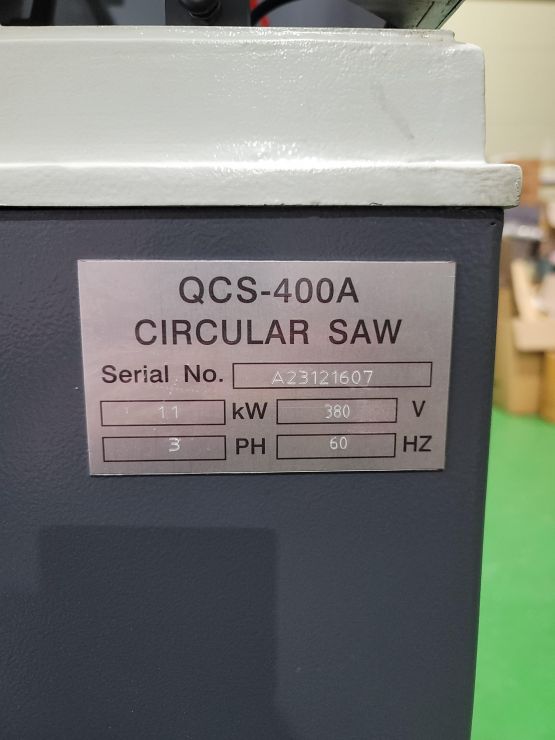 QCS-400A
CIRCULAR SAW
Serial No. A23121607
11 kW 380 V
3 PH 60 HZ